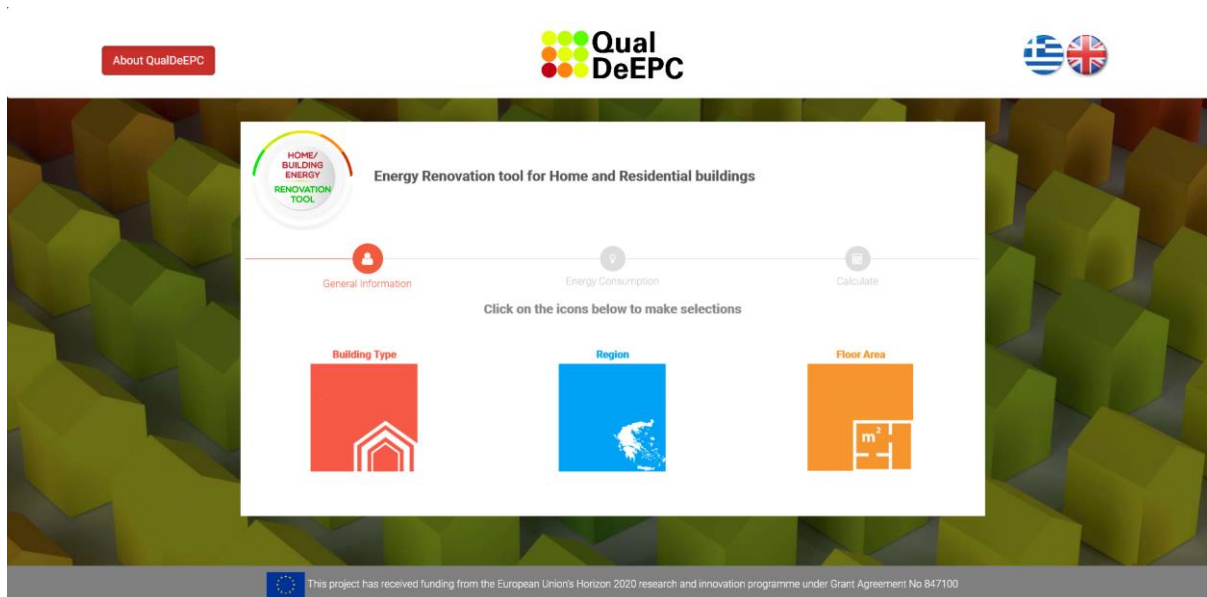 About QualDeEPC
Qual
DeEPC
HOME/
BUILDING
ENERGY
RENOVATION
TOOL
Energy Renovation tool for Home and Residential buildings
General Information
Energy Consumption
Calculate
Click on the icons below to make selections
Building Type
Region
Floor Area
m²
This project has received funding from the European Union's Horizon 2020 research and innovation programme under Grant Agreement No 847100